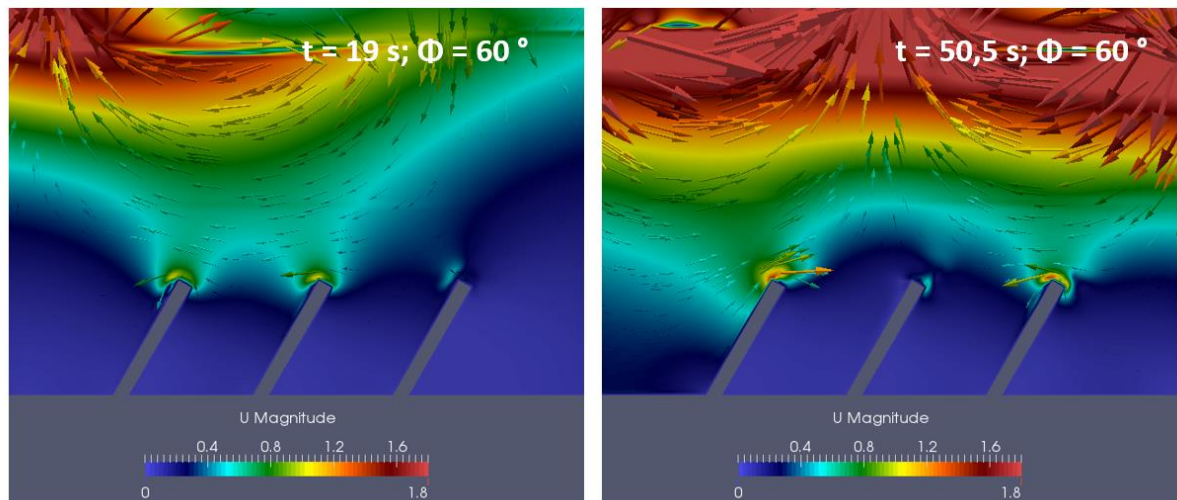 t = 19 s; Φ = 60 °
U Magnitude
0.4 0.8 1.2 1.6
0 1.8
t = 50,5 s; Φ = 60 °
U Magnitude
0.4 0.8 1.2 1.6
0 1.8